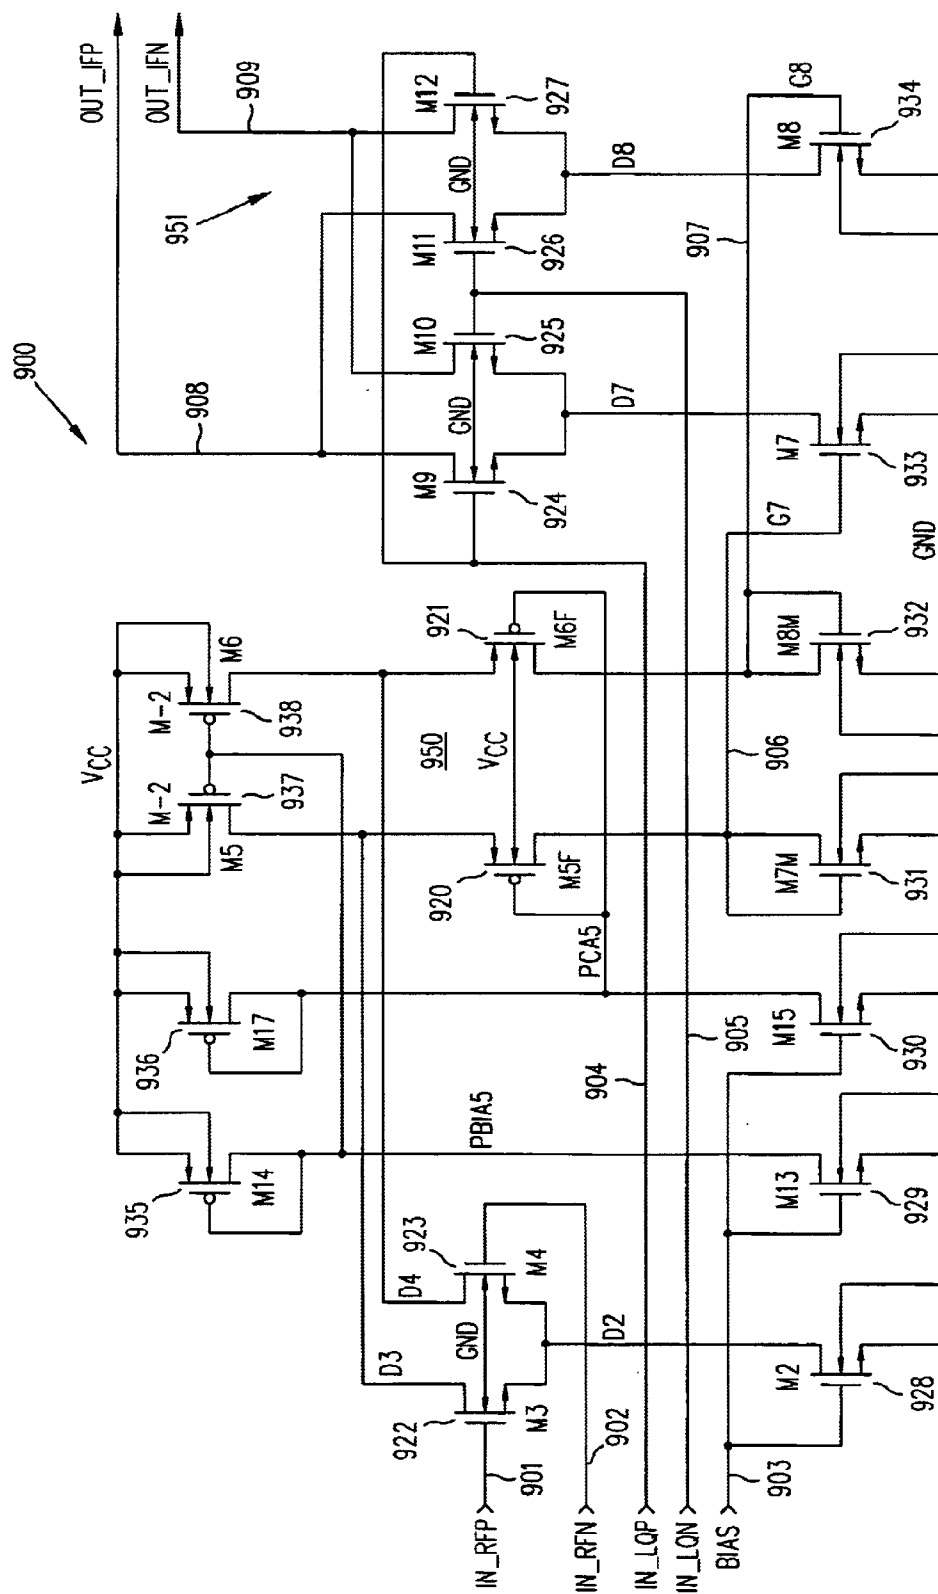 900
OUT_IFP
OUT_IFN
908
909
951
M9
M10
M11
M12
GND
GND
924
925
926
927
D7
D8
VCC
935
M14
936
M17
M-2
M5
937
M-2
M6
938
950
920
M5F
VCC
921
M6F
PCA5
PBIA5
D3
D4
922
M3
GND
923
M4
D2
IN_RFP
901
IN_RFN
902
IN_LQP
904
IN_LQN
905
BIAS
903
906
907
G7
G8
M2
928
M13
929
M15
930
M7M
931
M8M
932
M7
933
M8
934
GND